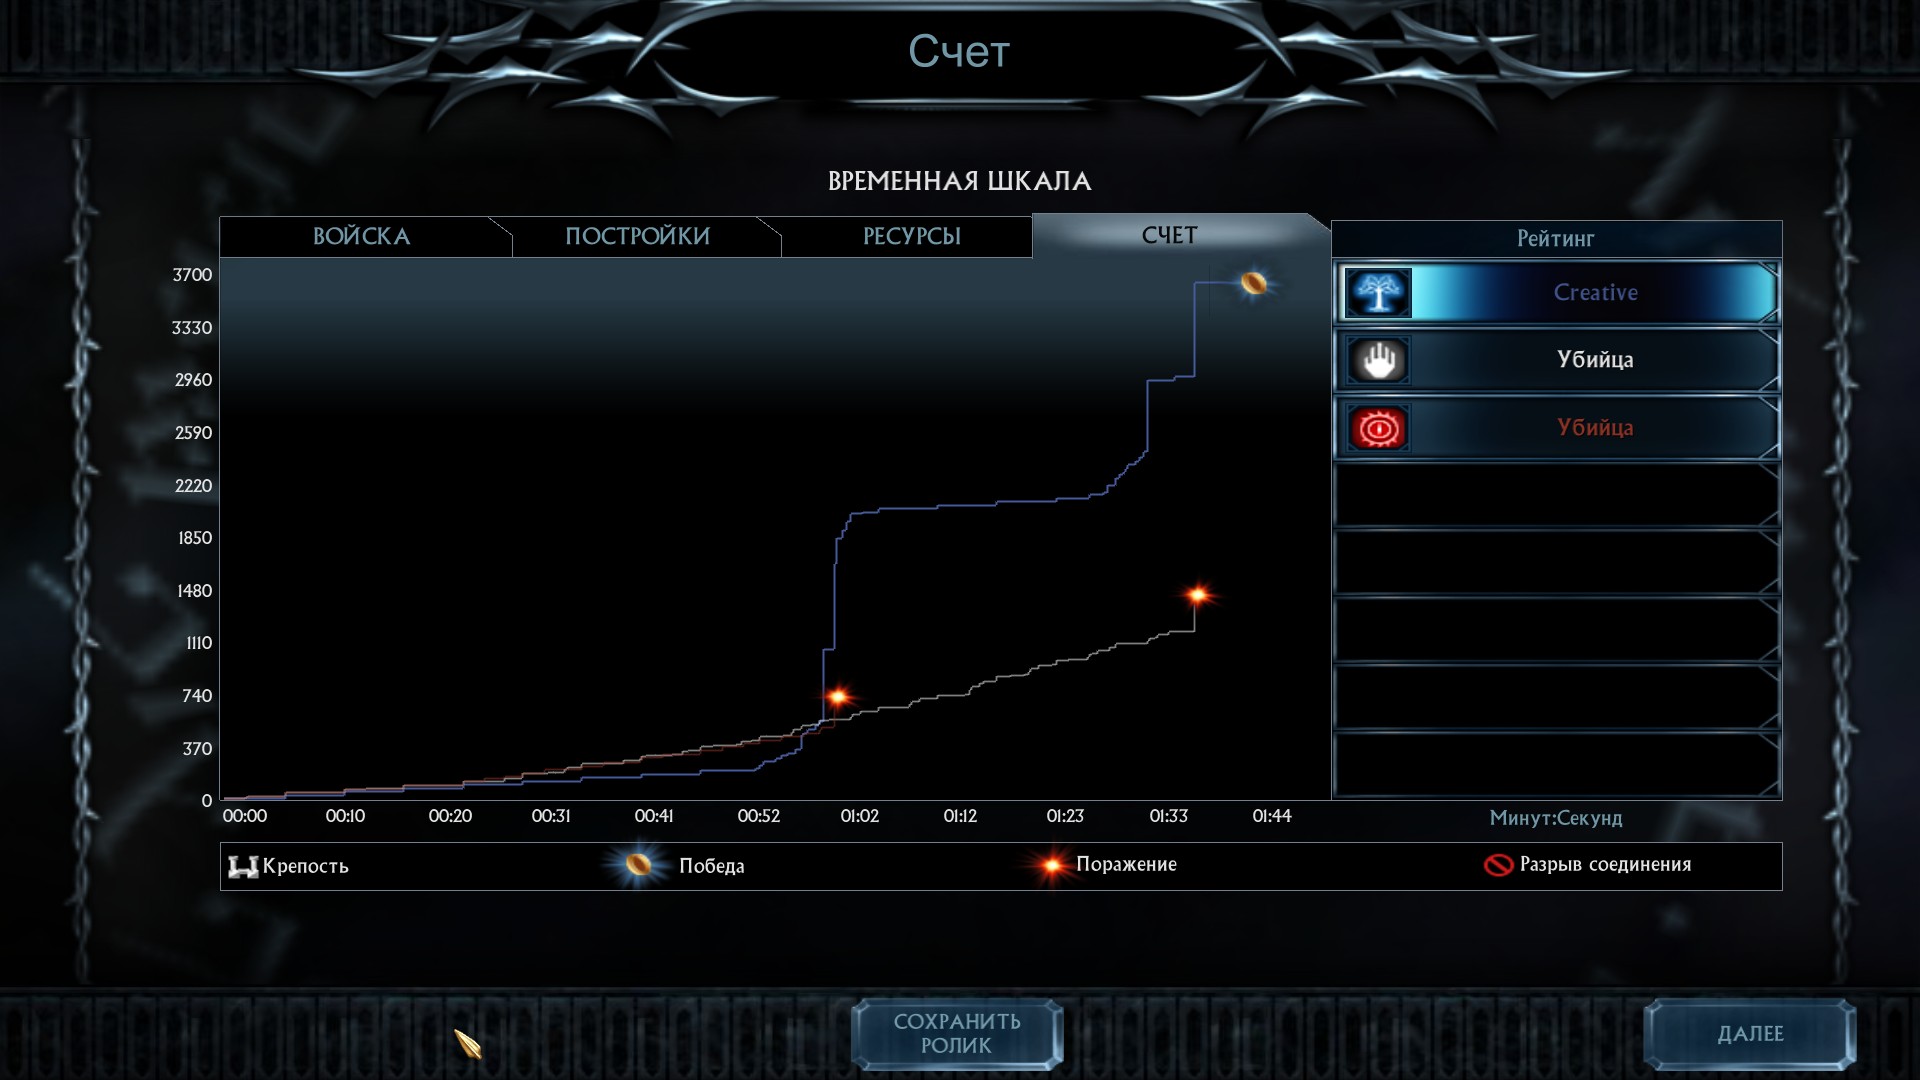 Счет
ВРЕМЕННАЯ ШКАЛА
ВОЙСКА
ПОСТРОЙКИ
РЕСУРСЫ
СЧЕТ
Рейтинг
Creative
Убийца
Убийца
3700
3330
2960
2590
2220
1850
1480
1110
740
370
0
00:00 00:10 00:20 00:31 00:41 00:52 01:02 01:12 01:23 01:33 01:44
Минут:Секунд
Крепость
Победа
Поражение
Разрыв соединения
СОХРАНИТЬ
РОЛИК
ДАЛЕЕ